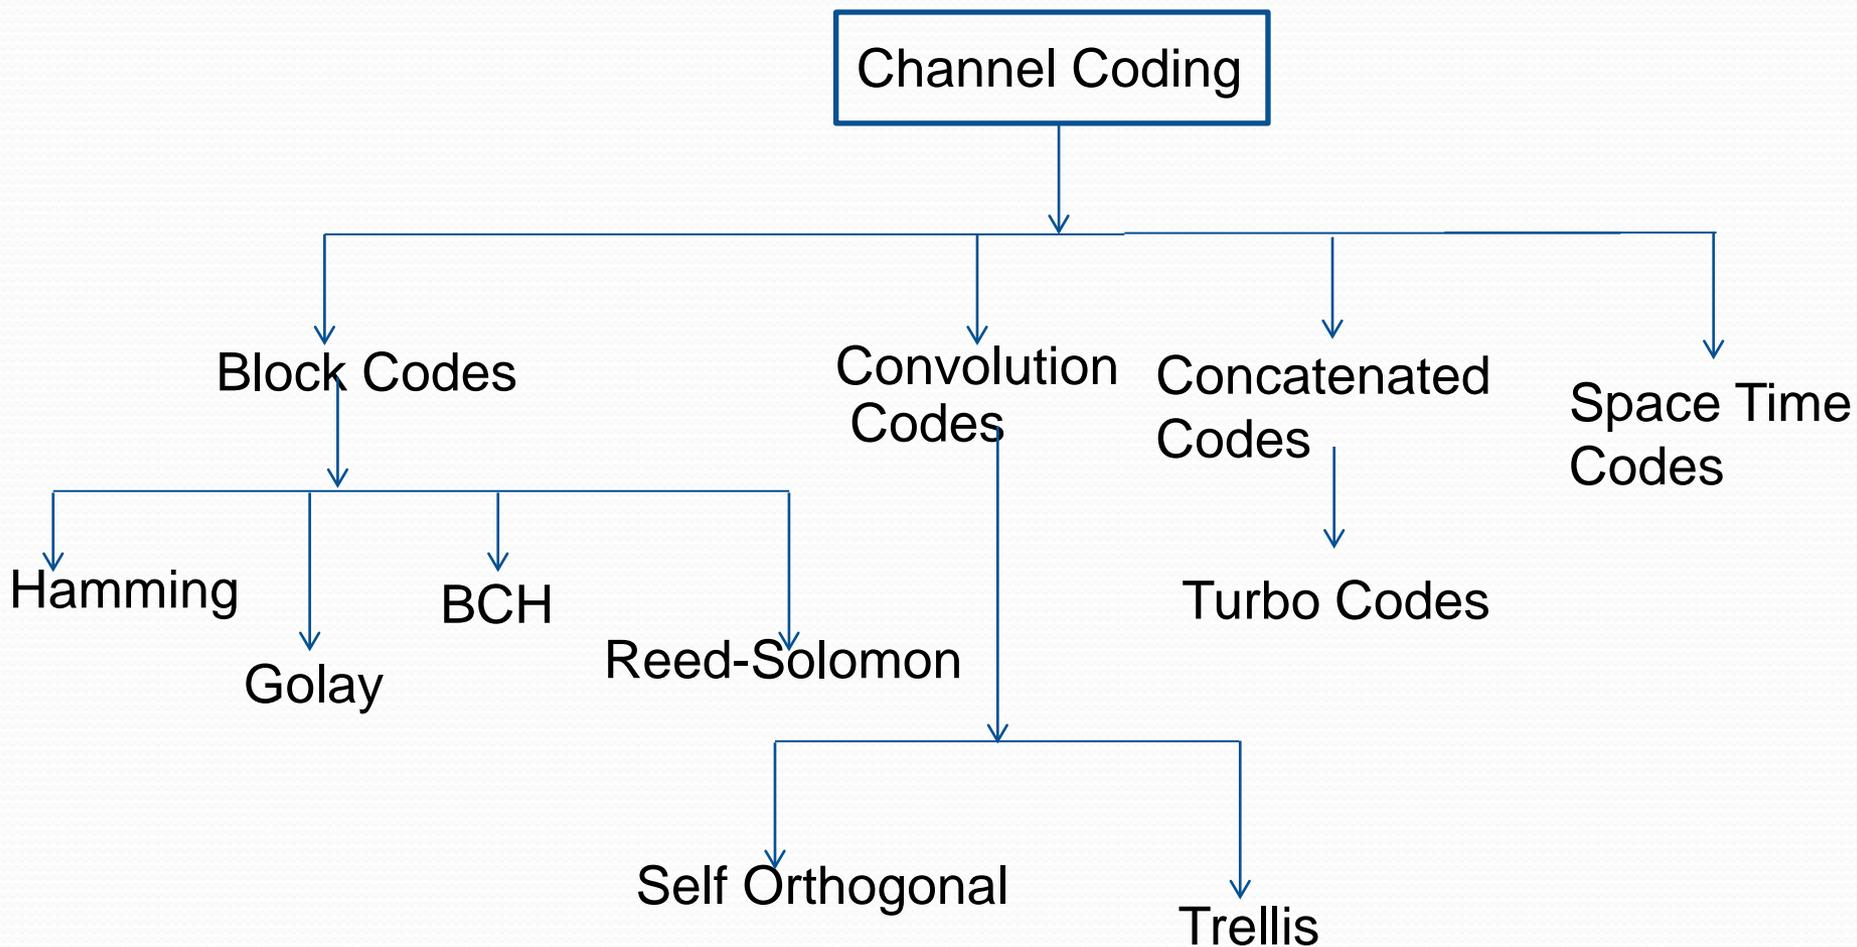 Channel Coding
Block Codes
Convolution
Codes
Concatenated
Codes
Space Time
Codes
Hamming
Golay
BCH
Reed-Solomon
Turbo Codes
Self Orthogonal
Trellis